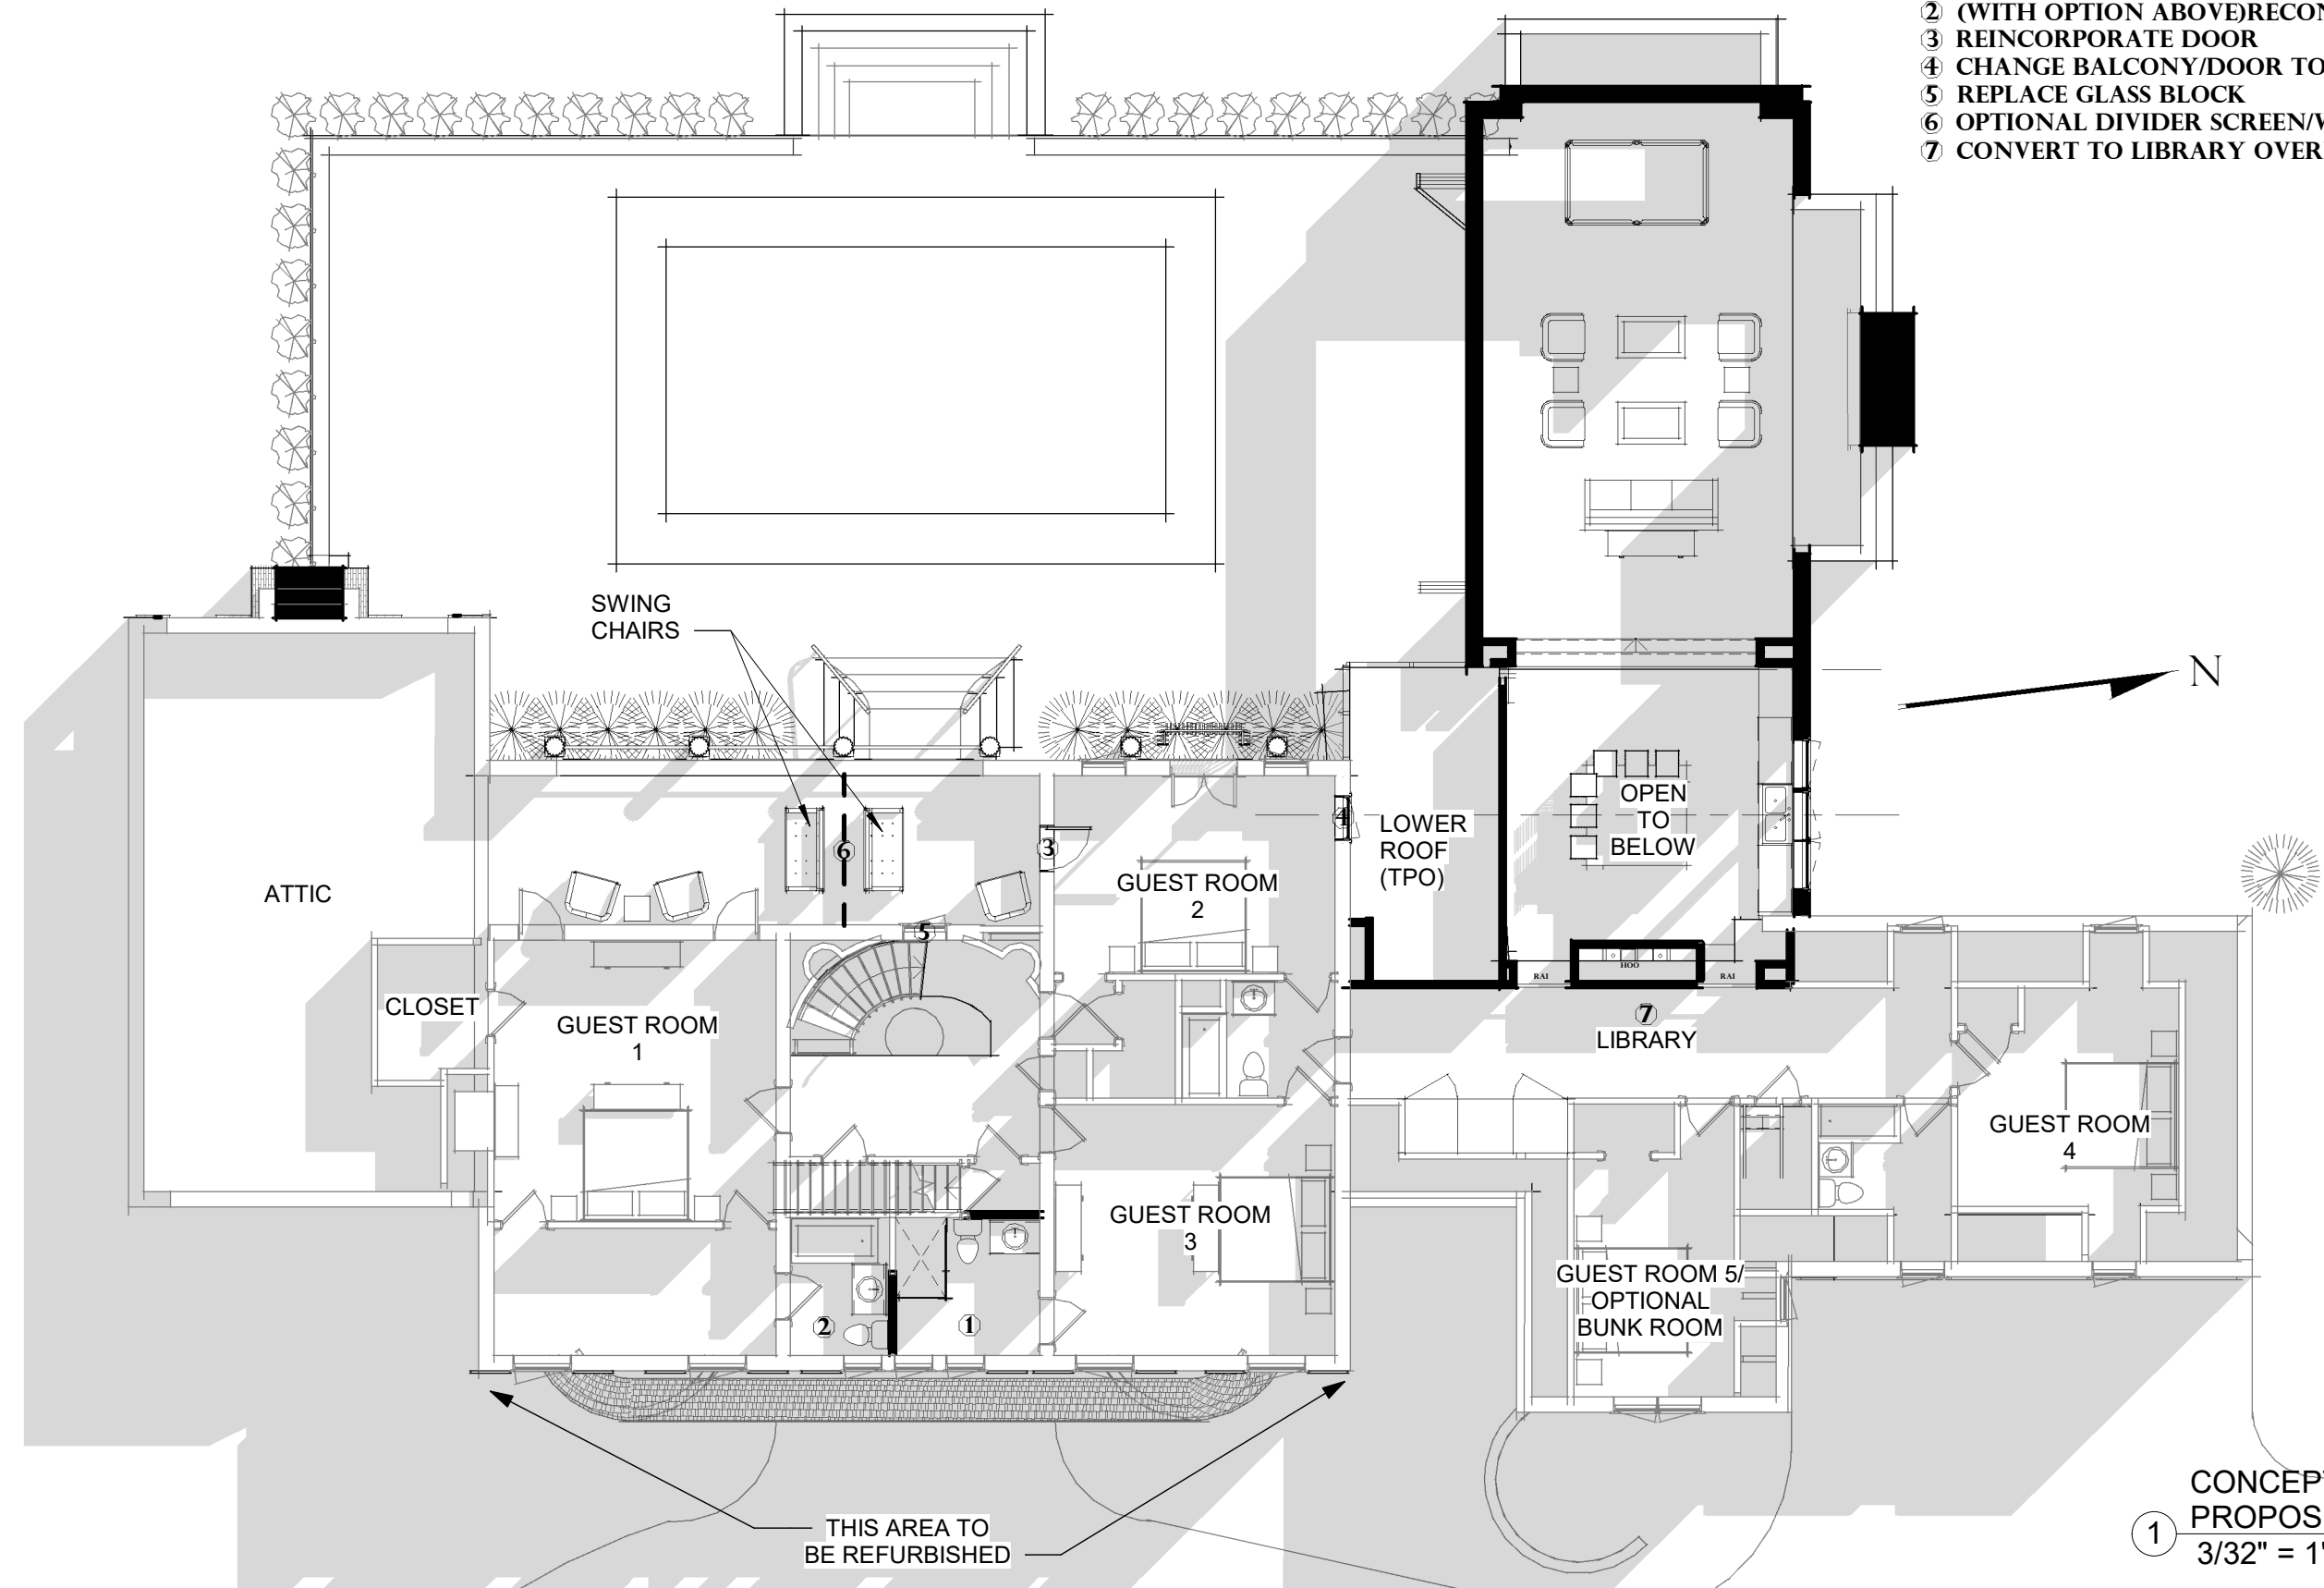 ② (WITH OPTION ABOVE)RECON
③ REINCORPORATE DOOR
④ CHANGE BALCONY/DOOR TO
⑤ REPLACE GLASS BLOCK
⑥ OPTIONAL DIVIDER SCREEN/W
⑦ CONVERT TO LIBRARY OVER
SWING
CHAIRS
N
4
OPEN
TO
BELOW
LOWER
ROOF
(TPO)
6
3
GUEST ROOM
2
ATTIC
5
RAI
HOO
RAI
CLOSET
GUEST ROOM
1
7
LIBRARY
GUEST ROOM
4
GUEST ROOM
3
GUEST ROOM 5/
OPTIONAL
BUNK ROOM
2
1
THIS AREA TO
BE REFURBISHED
1
CONCEPT
PROPOS
3/32" = 1'